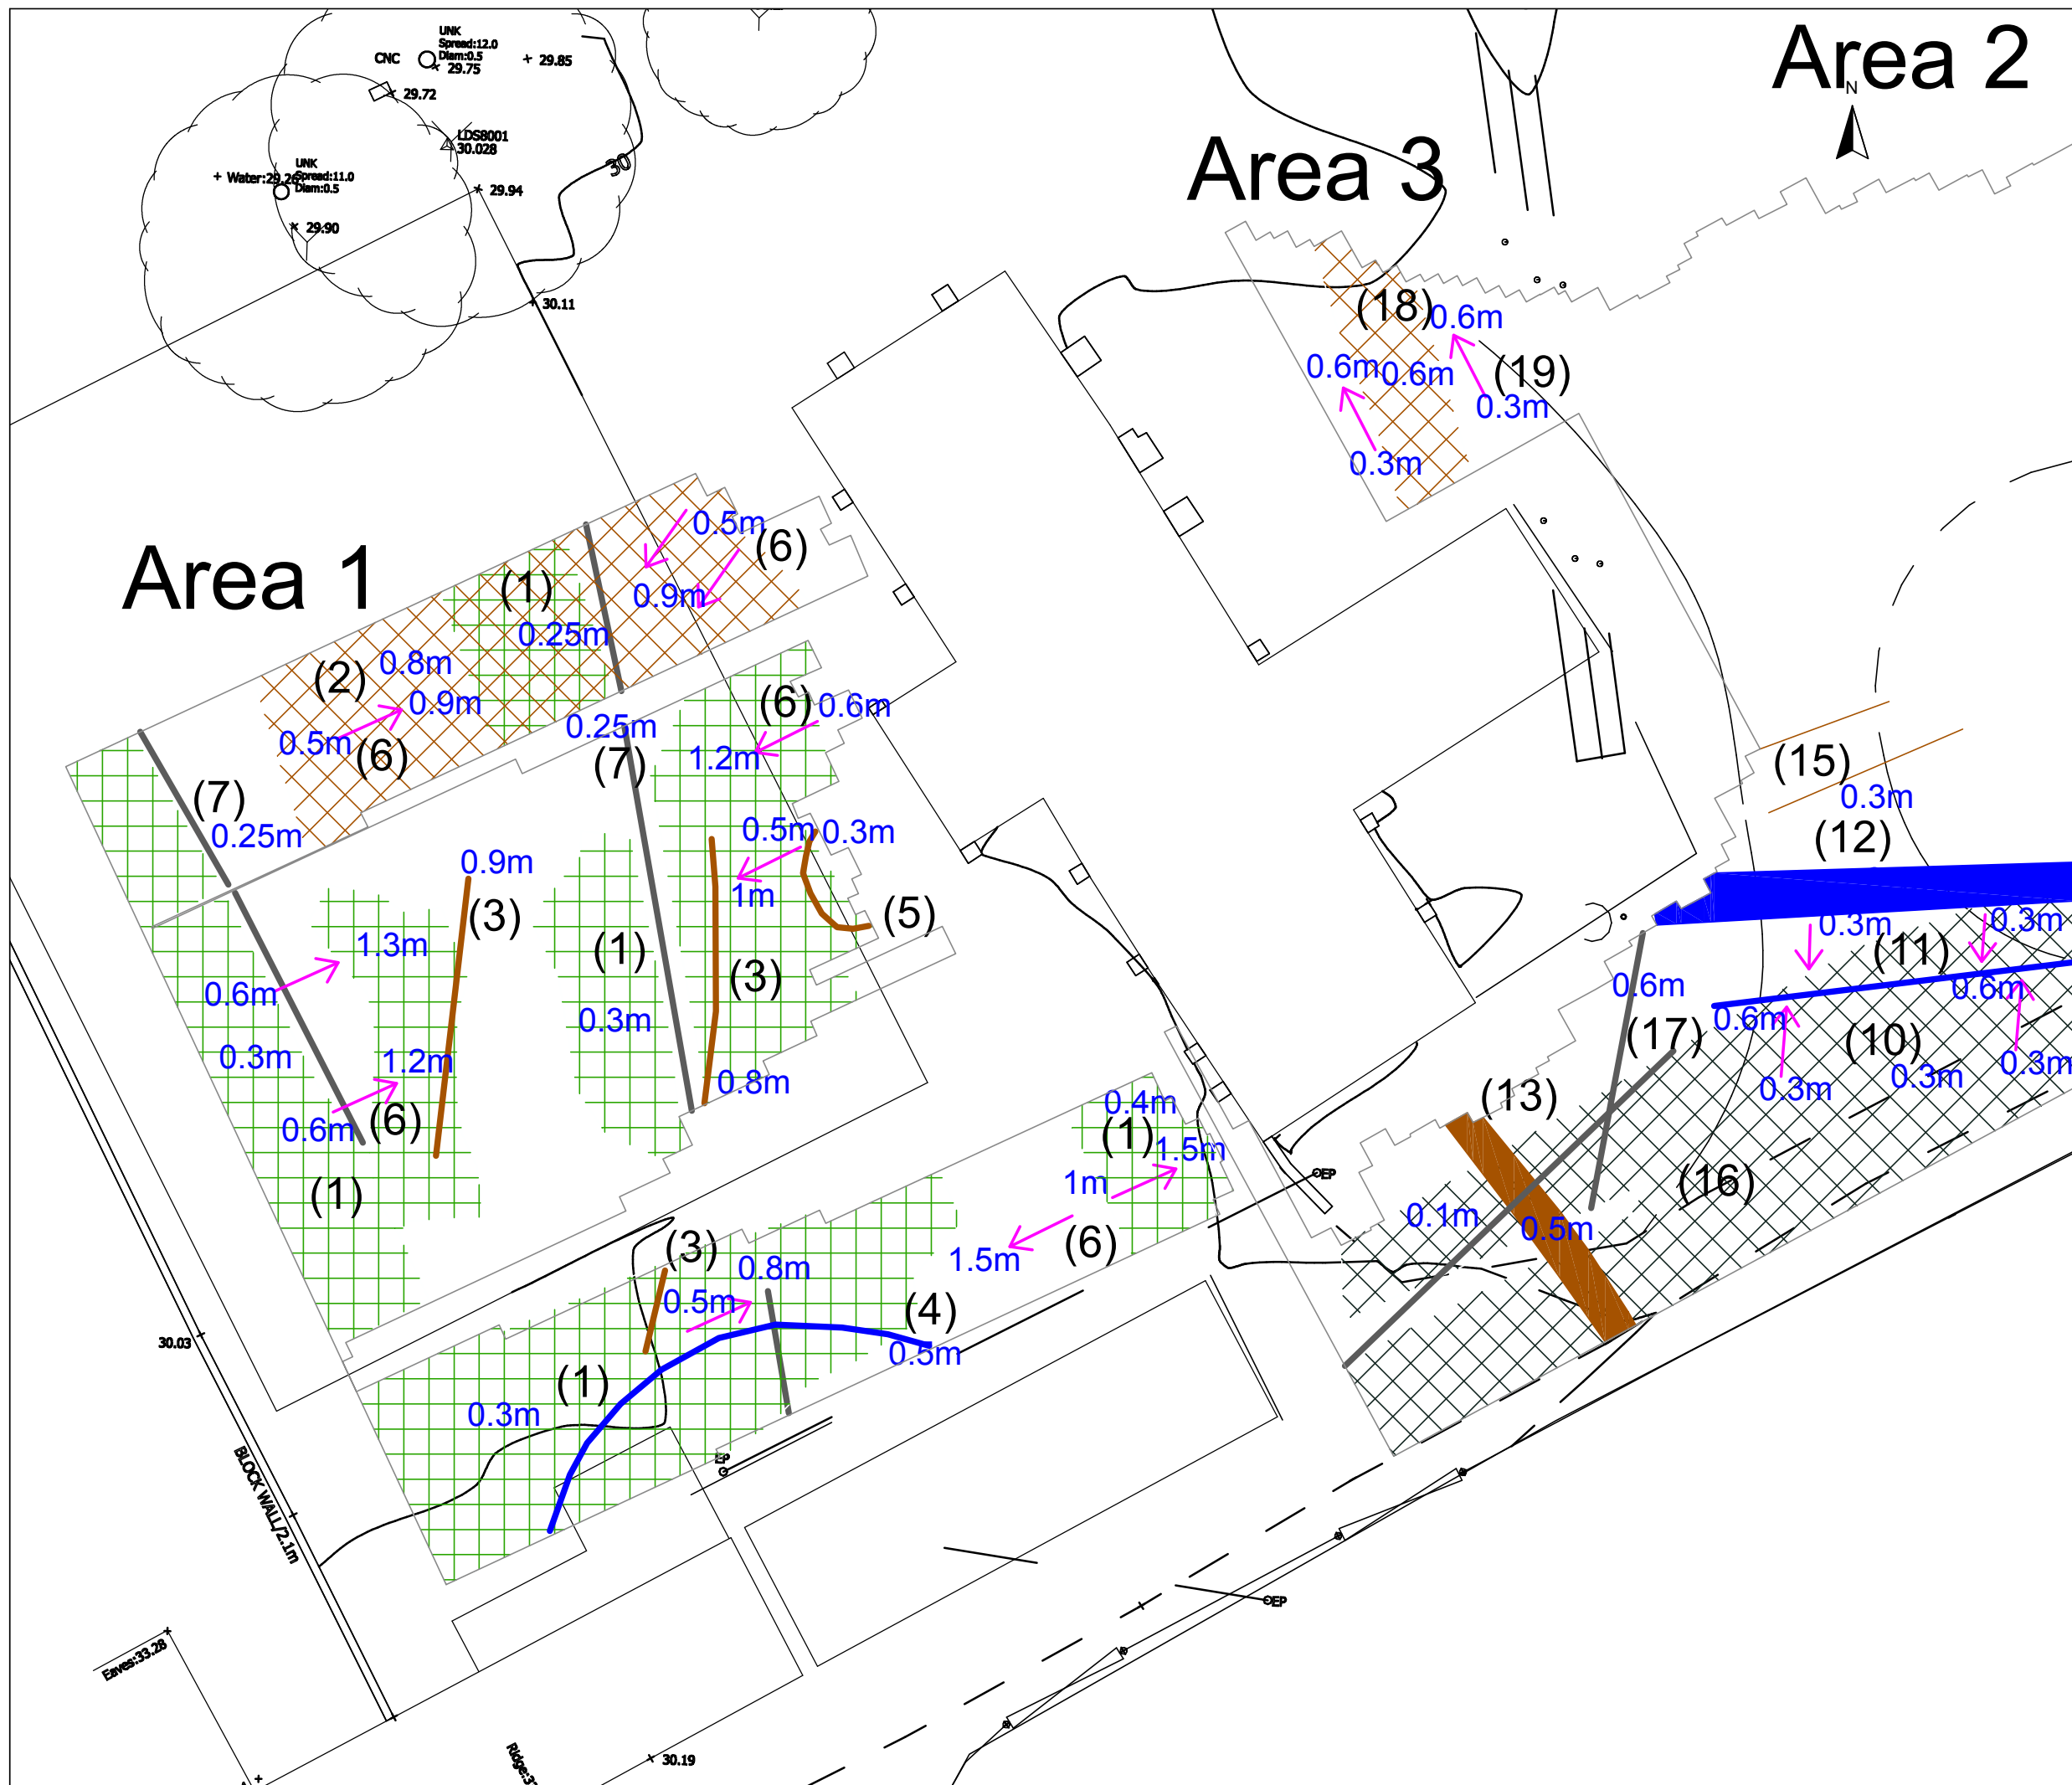 UNK
Spread:12.0
Diam:0.5
CNC
29.75
29.85
29.72
LDS8001
30.028
30
UNK
Spread:11.0
Diam:0.5
Water:29.26
29.94
29.90
30.11
Area 2
N
Area 3
(18)
0.6m
0.6m
0.6m
(19)
0.3m
0.3m
Area 1
0.5m
(6)
(1)
0.9m
0.25m
(2)
0.8m
0.9m
0.5m
(6)
0.25m
(7)
(6)
0.6m
1.2m
(7)
0.25m
0.5m
0.3m
0.9m
1m
(3)
(5)
1.3m
(1)
(3)
0.6m
0.3m
0.3m
1.2m
0.8m
(6)
0.6m
(1)
(15)
0.3m
(12)
0.3m
0.3m
(11)
0.6m
0.6m
0.6m
(17)
(10)
0.3m
0.3m
0.3m
(13)
(16)
0.1m
0.5m
0.4m
(1)
1.5m
1m
(6)
1.5m
EP
(3)
0.8m
0.5m
(4)
0.5m
(1)
0.3m
EP
30.03
BLOCK WALL/2.1m
EP
Eaves:33.28
30.19